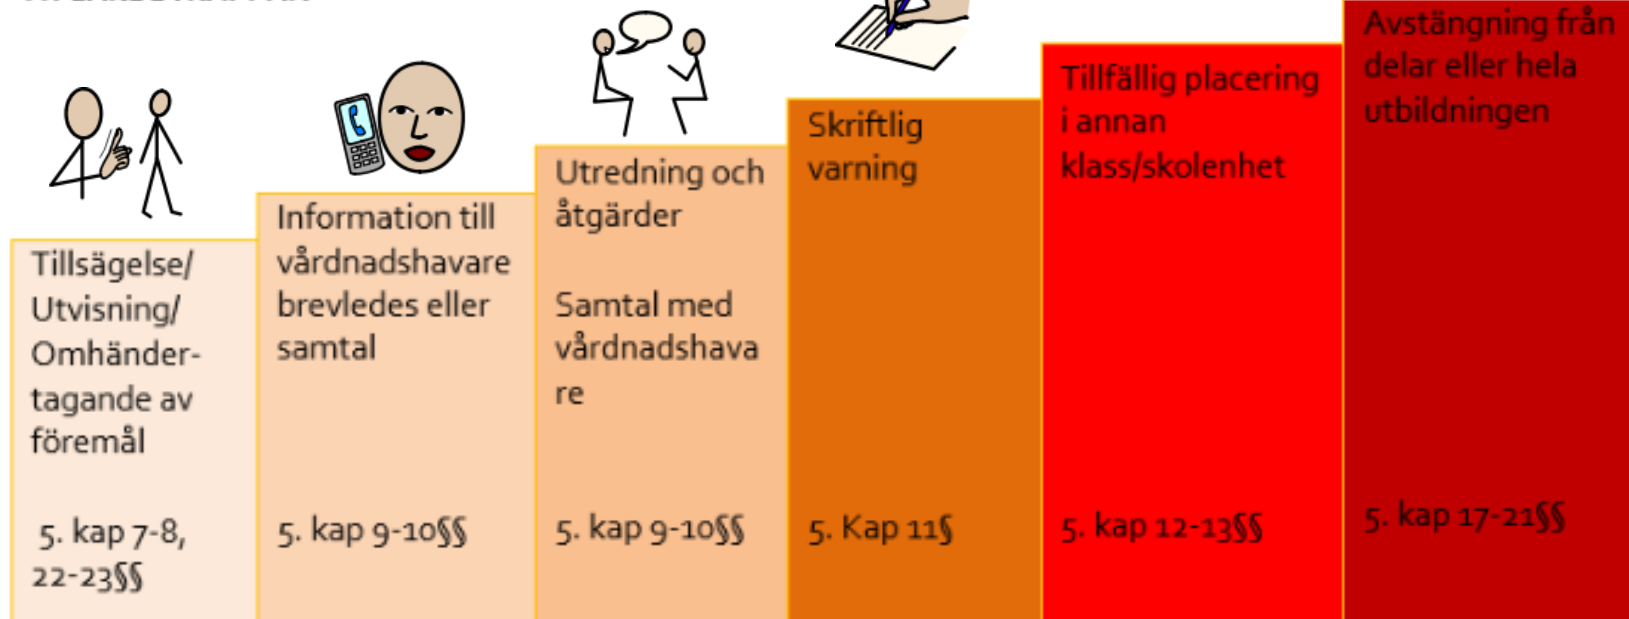 Tillsägelse/
Utvisning/
Omhänder-
tagande av
föremål
5. kap 7-8,
22-23§§
Information till
vårdnadshavare
brevledes eller
samtal
5. kap 9-10§§
Utredning och
åtgärder
Samtal med
vårdnadshava
re
5. kap 9-10§§
Skriftlig
varning
5. Kap 11§
Tillfällig placering
i annan
klass/skolenhet
5. kap 12-13§§
Avstängning från
delar eller hela
utbildningen
5. kap 17-21§§